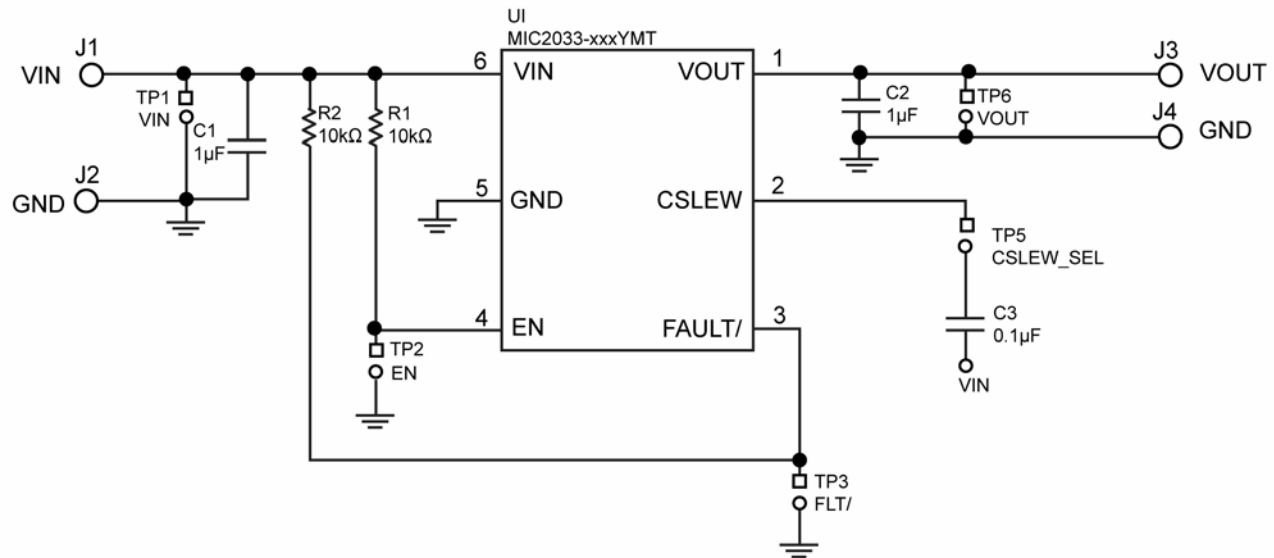 UI
MIC2033-xxxYMT
J1
VIN
6
VIN
VOUT
1
J3
VOUT
TP1
VIN
C1
1µF
R2
10kΩ
R1
10kΩ
C2
1µF
TP6
VOUT
J4
GND
J2
GND
5
GND
CSLEW
2
TP5
CSLEW_SEL
4
EN
FAULT/
3
C3
0.1µF
TP2
EN
VIN
TP3
FLT/